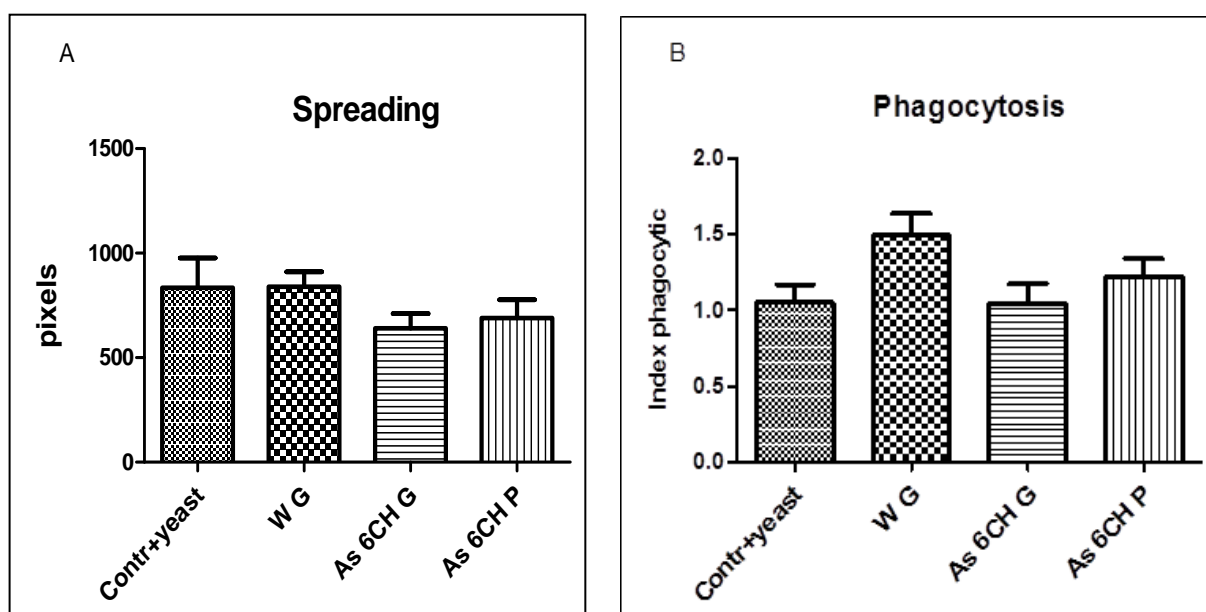 A
Spreading
1500
1000
500
0
pixels
Contr+yeast
W G
As 6CH G
As 6CH P
B
Phagocytosis
2.0
1.5
1.0
0.5
0.0
Index phagocytic
Contr+yeast
W G
As 6CH G
As 6CH P